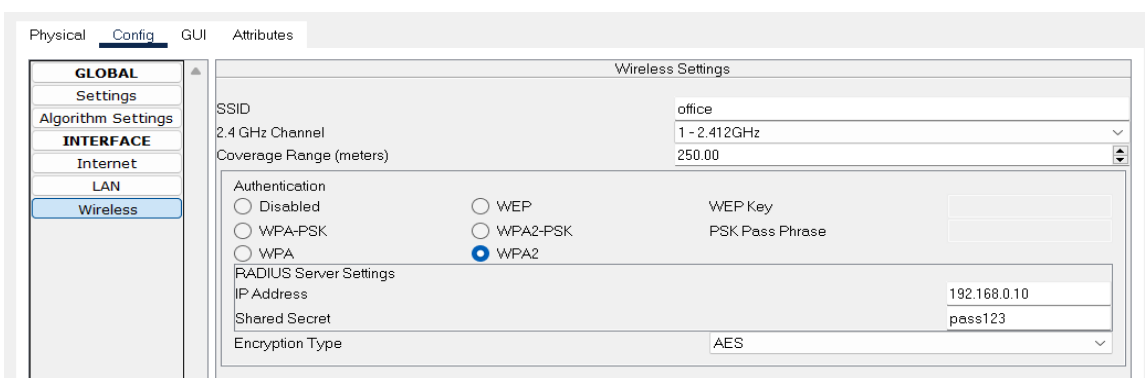 Physical Config GUI Attributes
GLOBAL
Settings
Algorithm Settings
INTERFACE
Internet
LAN
Wireless
Wireless Settings
SSID office
2.4 GHz Channel 1 - 2.412GHz
Coverage Range (meters) 250.00
Authentication
Disabled WEP WEP Key
WPA-PSK WPA2-PSK PSK Pass Phrase
WPA WPA2
RADIUS Server Settings
IP Address 192.168.0.10
Shared Secret pass123
Encryption Type AES